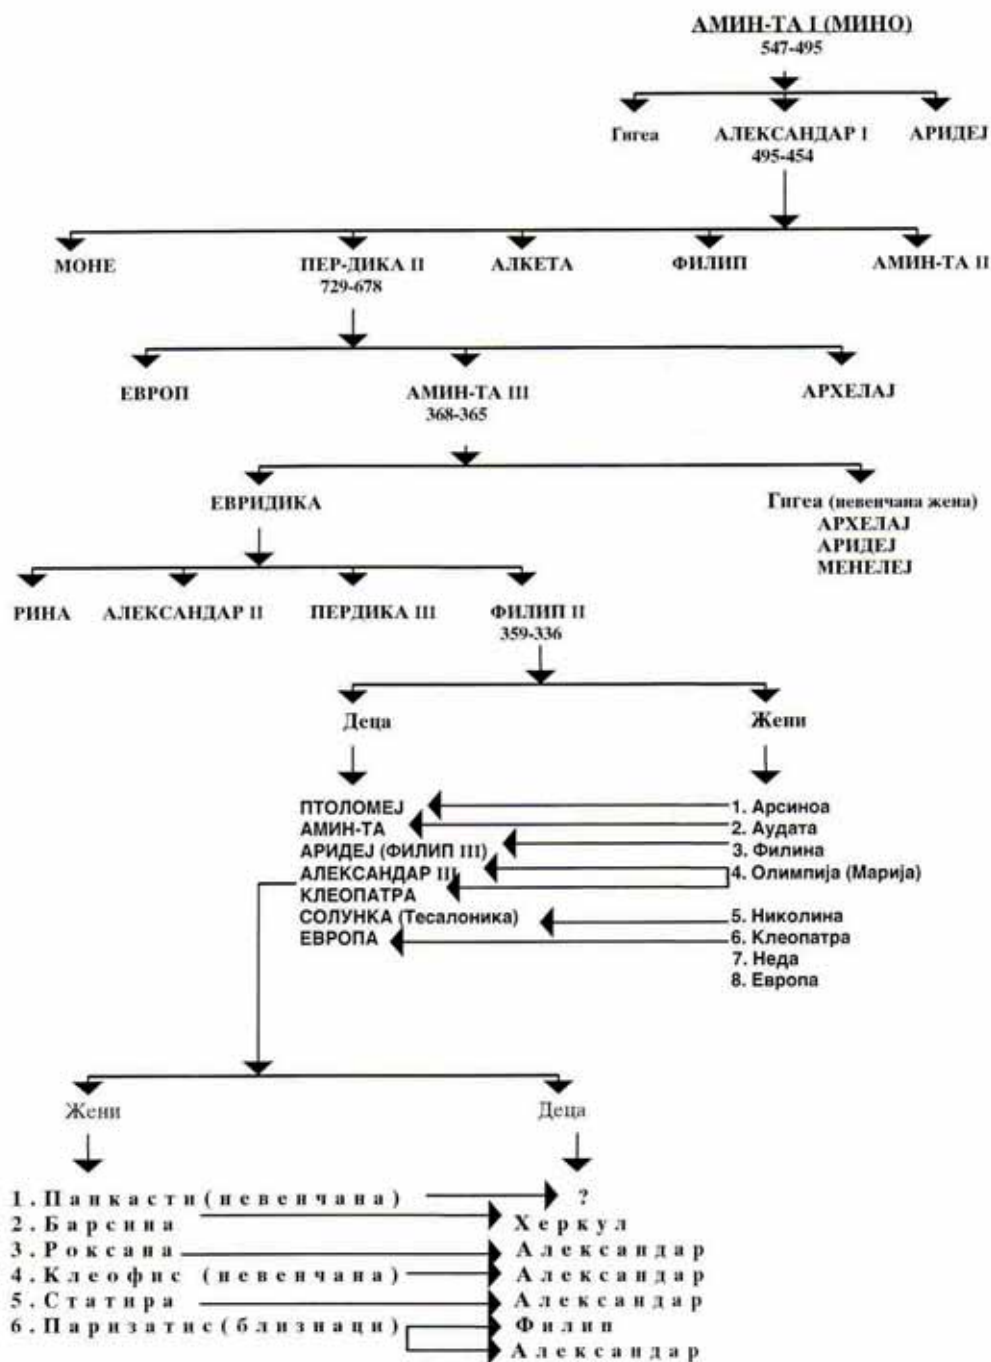 АМИН-ТА I (МИНО)
547-495
Гигеа АЛЕКСАНДАР I АРИДЕЈ
495-454
МОНЕ ПЕР-ДИКА II АЛКЕТА ФИЛИП АМИН-ТА II
729-678
ЕВРОП АМИН-ТА III АРХЕЛАЈ
368-365
ЕВРИДИКА Гигеа (невенчана жена)
АРХЕЛАЈ
АРИДЕЈ
МЕНЕЛЕЈ
РИНА АЛЕКСАНДАР II ПЕРДИКА III ФИЛИП II
359-336
Деца Жени
ПТОЛОМЕЈ 1. Арсиноа
АМИН-ТА 2. Аудата
АРИДЕЈ (ФИЛИП III) 3. Филина
АЛЕКСАНДАР III 4. Олимпија (Марија)
КЛЕОПАТРА
СОЛУНКА (Тесалоника) 5. Николина
ЕВРОПА 6. Клеопатра
7. Неда
8. Европа
Жени Деца
1. Панкасти (невенчана) ?
2. Барсина Херкул
3. Роксана Александар
4. Клеофис (невенчана) Александар
5. Статира Александар
6. Паризатис (близнаци) Филип
Александар